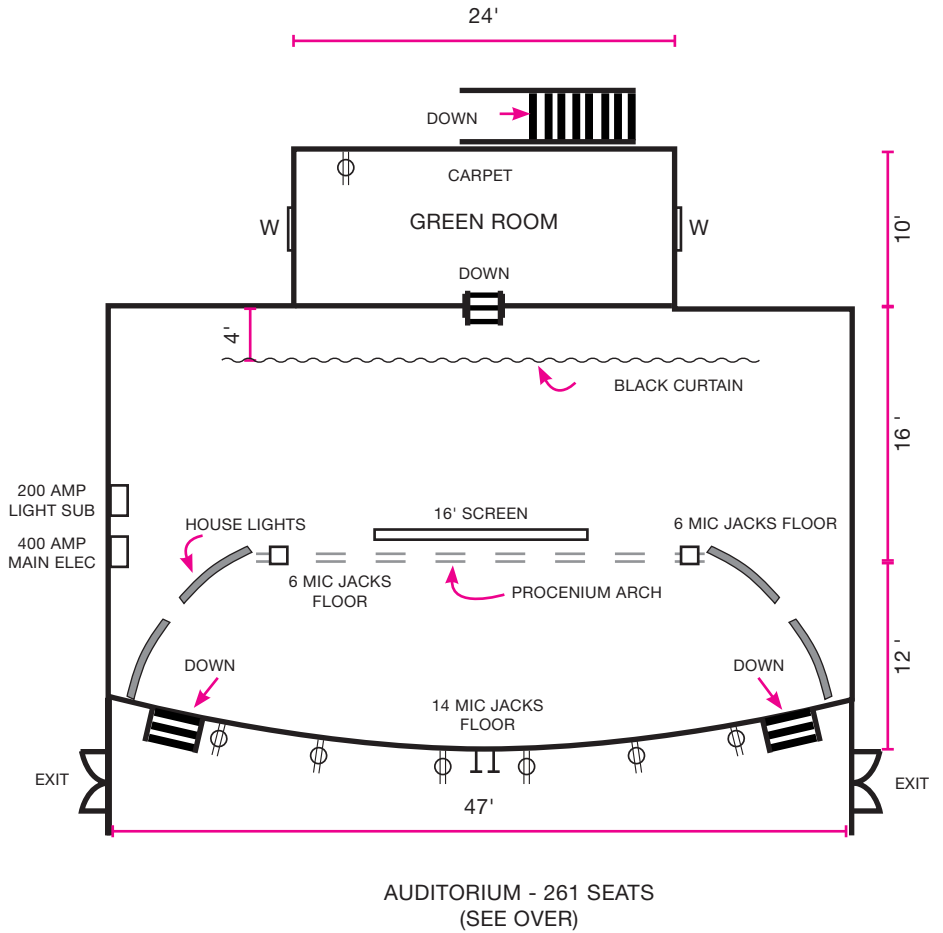 24'
DOWN
CARPET
GREEN ROOM
W
W
10'
DOWN
4'
BLACK CURTAIN
16 '
200 AMP
LIGHT SUB
HOUSE LIGHTS
16' SCREEN
6 MIC JACKS FLOOR
400 AMP
MAIN ELEC
6 MIC JACKS
FLOOR
PROCENIUM ARCH
12 '
DOWN
DOWN
14 MIC JACKS
FLOOR
EXIT
EXIT
47'
AUDITORIUM - 261 SEATS
(SEE OVER)